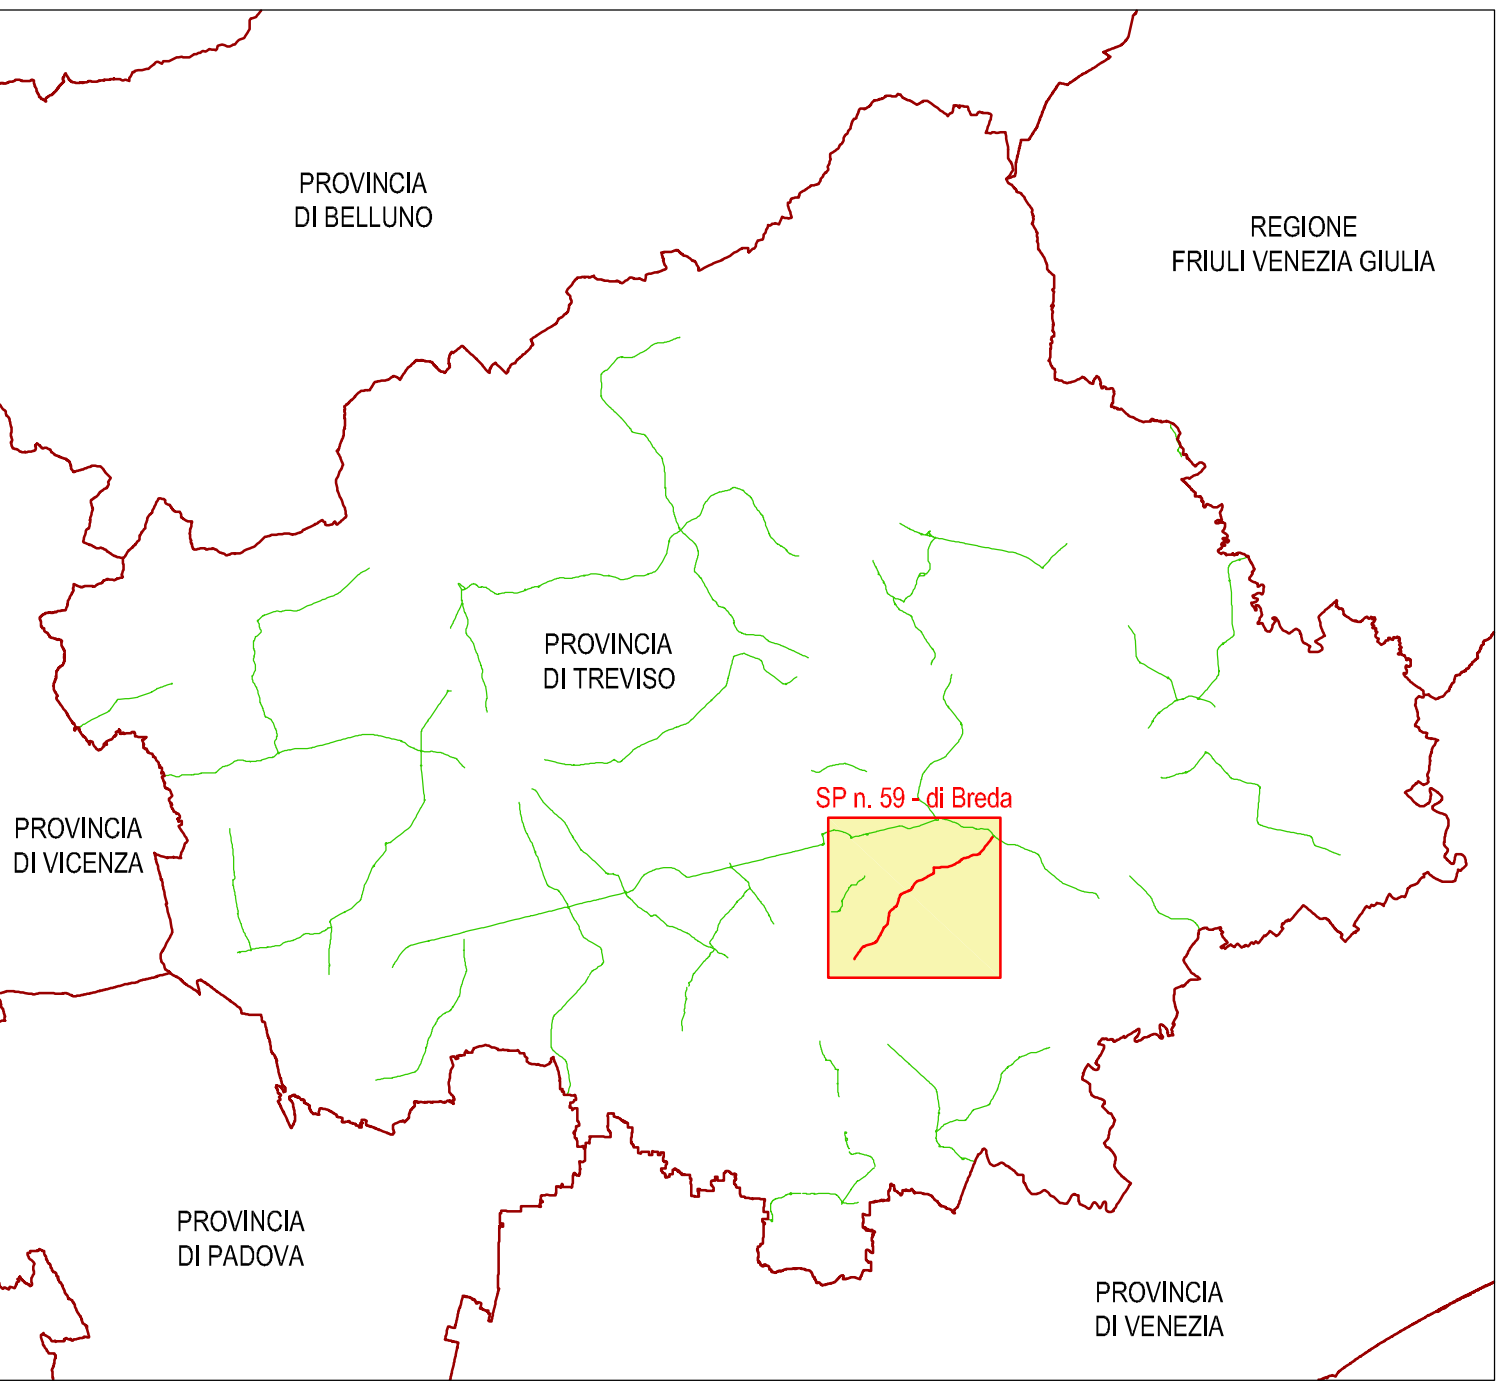 PROVINCIA
DI BELLUNO
REGIONE
FRIULI VENEZIA GIULIA
PROVINCIA
DI TREVISO
SP n. 59 - di Breda
PROVINCIA
DI VICENZA
PROVINCIA
DI PADOVA
PROVINCIA
DI VENEZIA